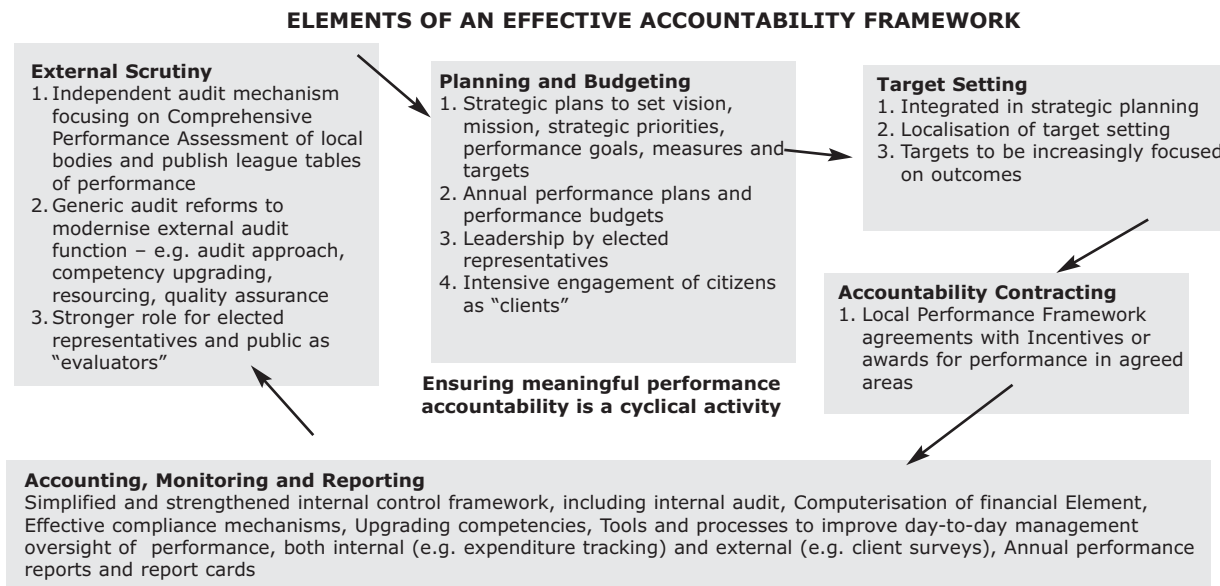 ELEMENTS OF AN EFFECTIVE ACCOUNTABILITY FRAMEWORK
External Scrutiny
1. Independent audit mechanism
focusing on Comprehensive
Performance Assessment of local
bodies and publish league tables
of performance
2. Generic audit reforms to
modernise external audit
function – e.g. audit approach,
competency upgrading,
resourcing, quality assurance
3. Stronger role for elected
representatives and public as
“evaluators”
Planning and Budgeting
1. Strategic plans to set vision,
mission, strategic priorities,
performance goals, measures and
targets
2. Annual performance plans and
performance budgets
3. Leadership by elected
representatives
4. Intensive engagement of citizens
as “clients”
Target Setting
1. Integrated in strategic planning
2. Localisation of target setting
3. Targets to be increasingly focused
on outcomes
Accountability Contracting
1. Local Performance Framework
agreements with Incentives or
awards for performance in agreed
areas
Ensuring meaningful performance
accountability is a cyclical activity
Accounting, Monitoring and Reporting
Simplified and strengthened internal control framework, including internal audit, Computerisation of financial Element,
Effective compliance mechanisms, Upgrading competencies, Tools and processes to improve day-to-day management
oversight of performance, both internal (e.g. expenditure tracking) and external (e.g. client surveys), Annual performance
reports and report cards